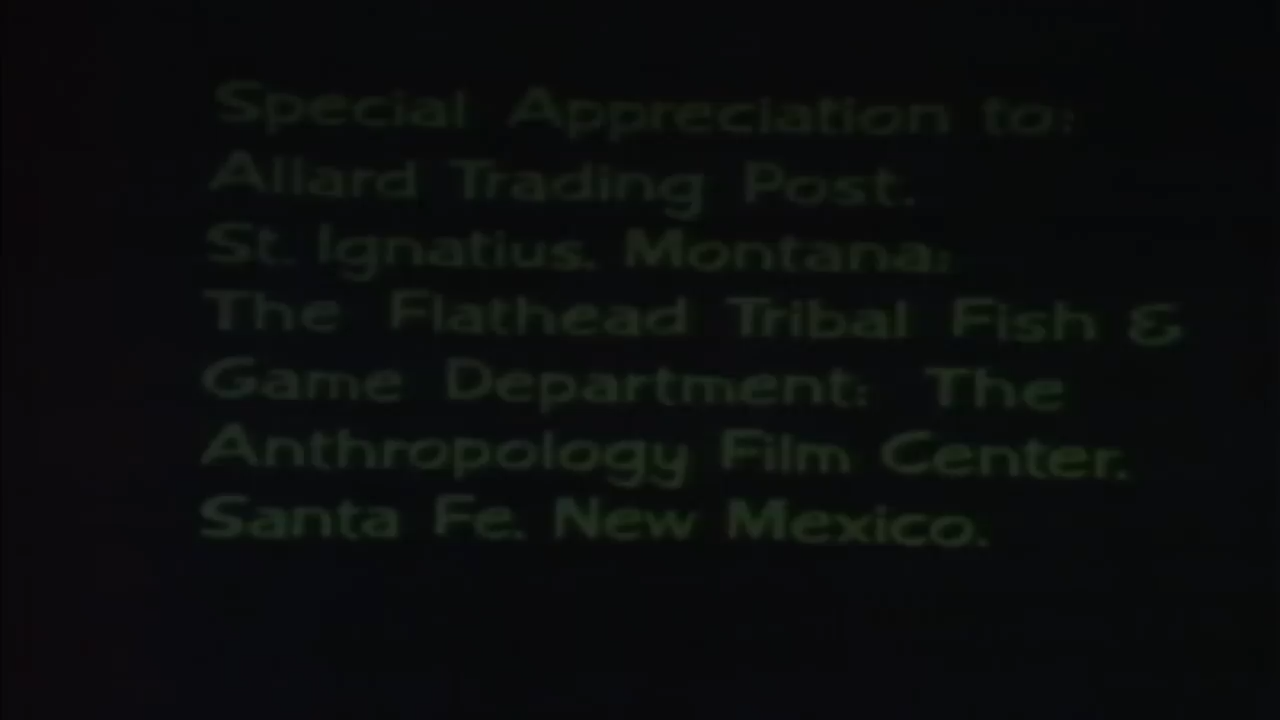 Special Appreciation to:
Allard Trading Post.
St. Ignatius. Montana;
The Flathead Tribal Fish &
Game Department; The
Anthropology Film Center.
Santa Fe. New Mexico.